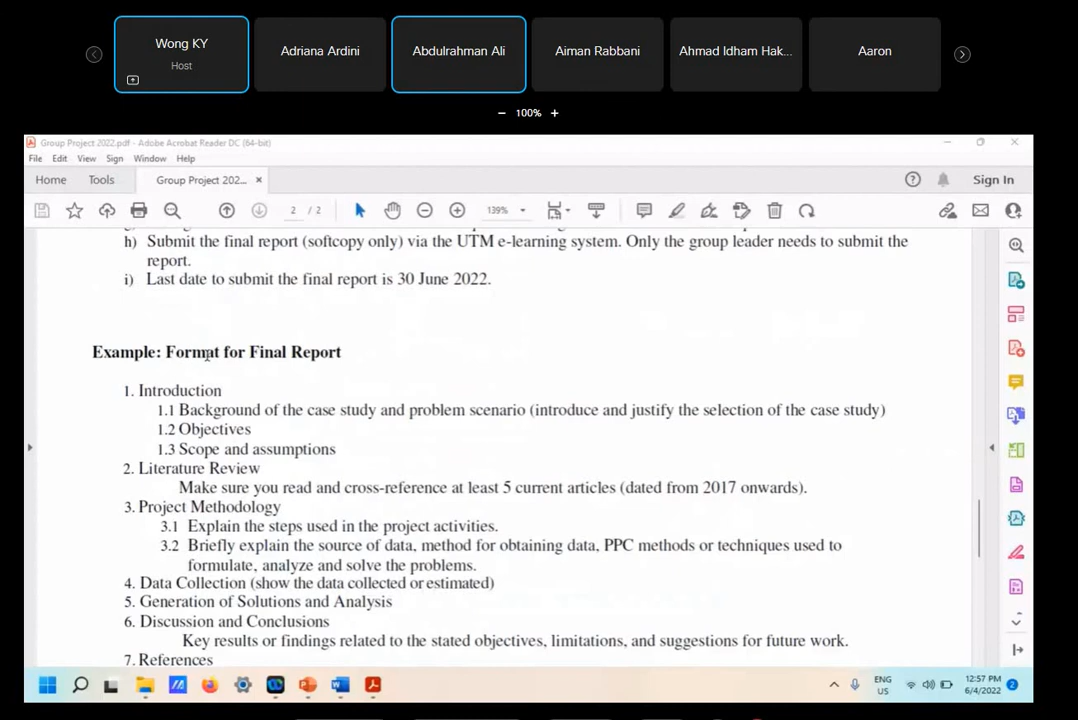 Wong KY
Host
Adriana Ardini
Abdulrahman Ali
Aiman Rabbani
Ahmad Idham Hak...
Aaron
− 100% +
Group Project 2022.pdf - Adobe Acrobat Reader DC (64-bit)
File Edit View Sign Window Help
Home Tools Group Project 202... × Sign In
2 / 2 139%
h) Submit the final report (softcopy only) via the UTM e-learning system. Only the group leader needs to submit the
report.
i) Last date to submit the final report is 30 June 2022.
Example: Format for Final Report
1. Introduction
1.1 Background of the case study and problem scenario (introduce and justify the selection of the case study)
1.2 Objectives
1.3 Scope and assumptions
2. Literature Review
Make sure you read and cross-reference at least 5 current articles (dated from 2017 onwards).
3. Project Methodology
3.1 Explain the steps used in the project activities.
3.2 Briefly explain the source of data, method for obtaining data, PPC methods or techniques used to
formulate, analyze and solve the problems.
4. Data Collection (show the data collected or estimated)
5. Generation of Solutions and Analysis
6. Discussion and Conclusions
Key results or findings related to the stated objectives, limitations, and suggestions for future work.
7. References
ENG
US
12:57 PM
6/4/2022
2